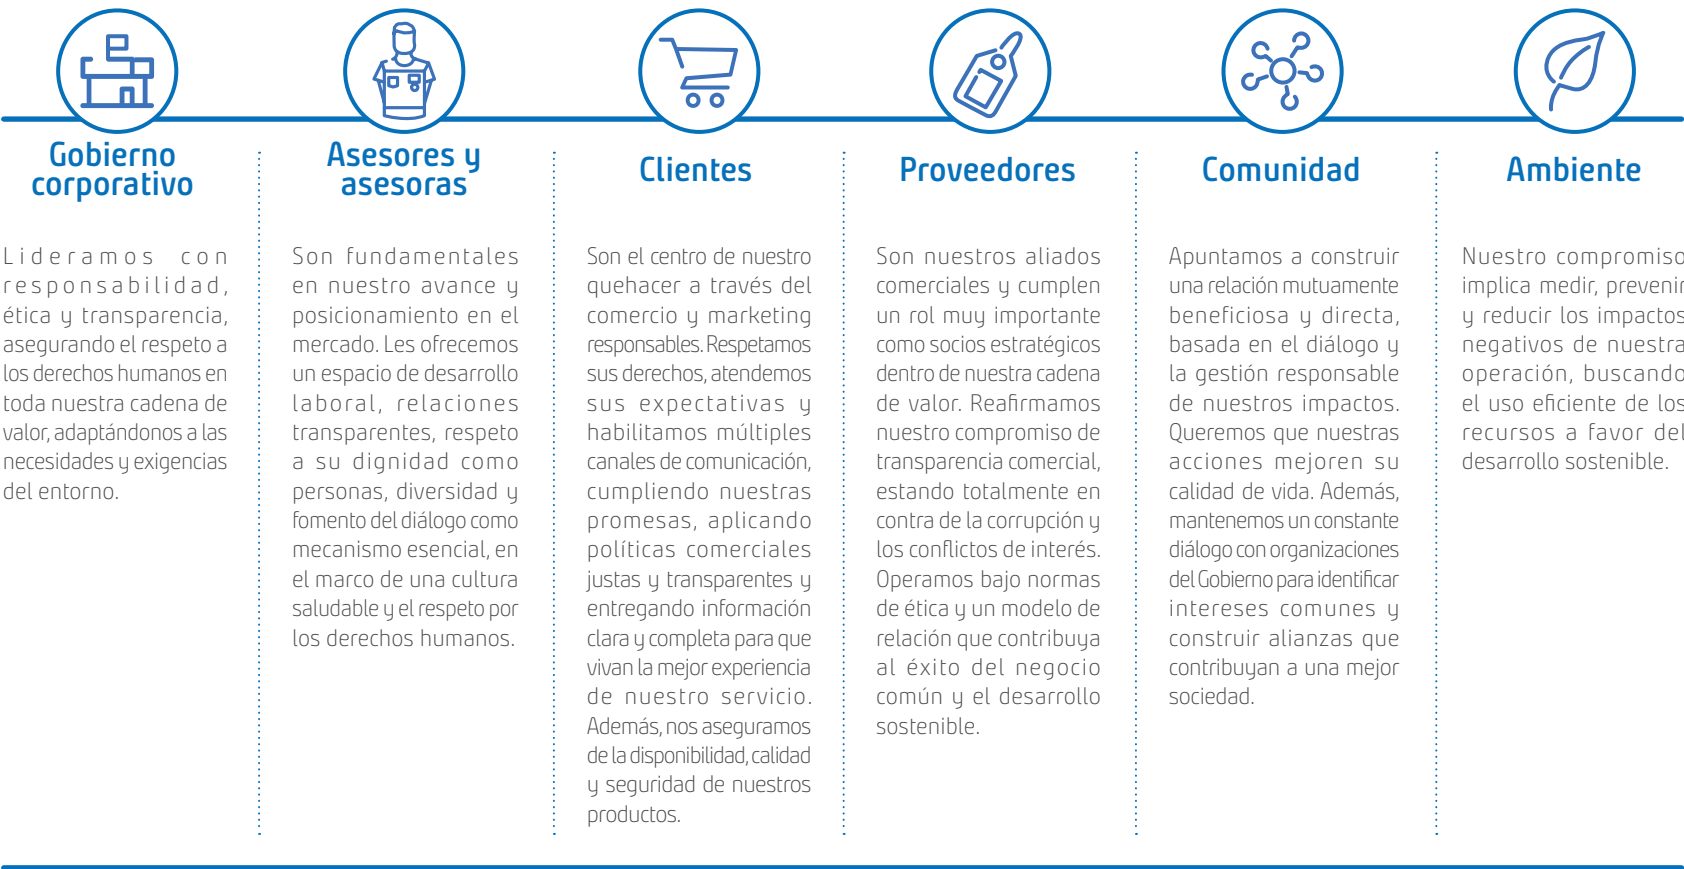 Gobierno
corporativo
Lideramos con
responsabilidad,
ética y transparencia,
asegurando el respeto a
los derechos humanos en
toda nuestra cadena de
valor, adaptándonos a las
necesidades y exigencias
del entorno.
Asesores y
asesoras
Son fundamentales
en nuestro avance y
posicionamiento en el
mercado. Les ofrecemos
un espacio de desarrollo
laboral, relaciones
transparentes, respeto
a su dignidad como
personas, diversidad y
fomento del diálogo como
mecanismo esencial, en
el marco de una cultura
saludable y el respeto por
los derechos humanos.
Clientes
Son el centro de nuestro
quehacer a través del
comercio y marketing
responsables. Respetamos
sus derechos, atendemos
sus expectativas y
habilitamos múltiples
canales de comunicación,
cumpliendo nuestras
promesas, aplicando
políticas comerciales
justas y transparentes y
entregando información
clara y completa para que
vivan la mejor experiencia
de nuestro servicio.
Además, nos aseguramos
de la disponibilidad, calidad
y seguridad de nuestros
productos.
Proveedores
Son nuestros aliados
comerciales y cumplen
un rol muy importante
como socios estratégicos
dentro de nuestra cadena
de valor. Reafirmamos
nuestro compromiso de
transparencia comercial,
estando totalmente en
contra de la corrupción y
los conflictos de interés.
Operamos bajo normas
de ética y un modelo de
relación que contribuya
al éxito del negocio
común y el desarrollo
sostenible.
Comunidad
Apuntamos a construir
una relación mutuamente
beneficiosa y directa,
basada en el diálogo y
la gestión responsable
de nuestros impactos.
Queremos que nuestras
acciones mejoren su
calidad de vida. Además,
mantenemos un constante
diálogo con organizaciones
del Gobierno para identificar
intereses comunes y
construir alianzas que
contribuyan a una mejor
sociedad.
Ambiente
Nuestro compromiso
implica medir, prevenir
y reducir los impactos
negativos de nuestra
operación, buscando
el uso eficiente de los
recursos a favor del
desarrollo sostenible.